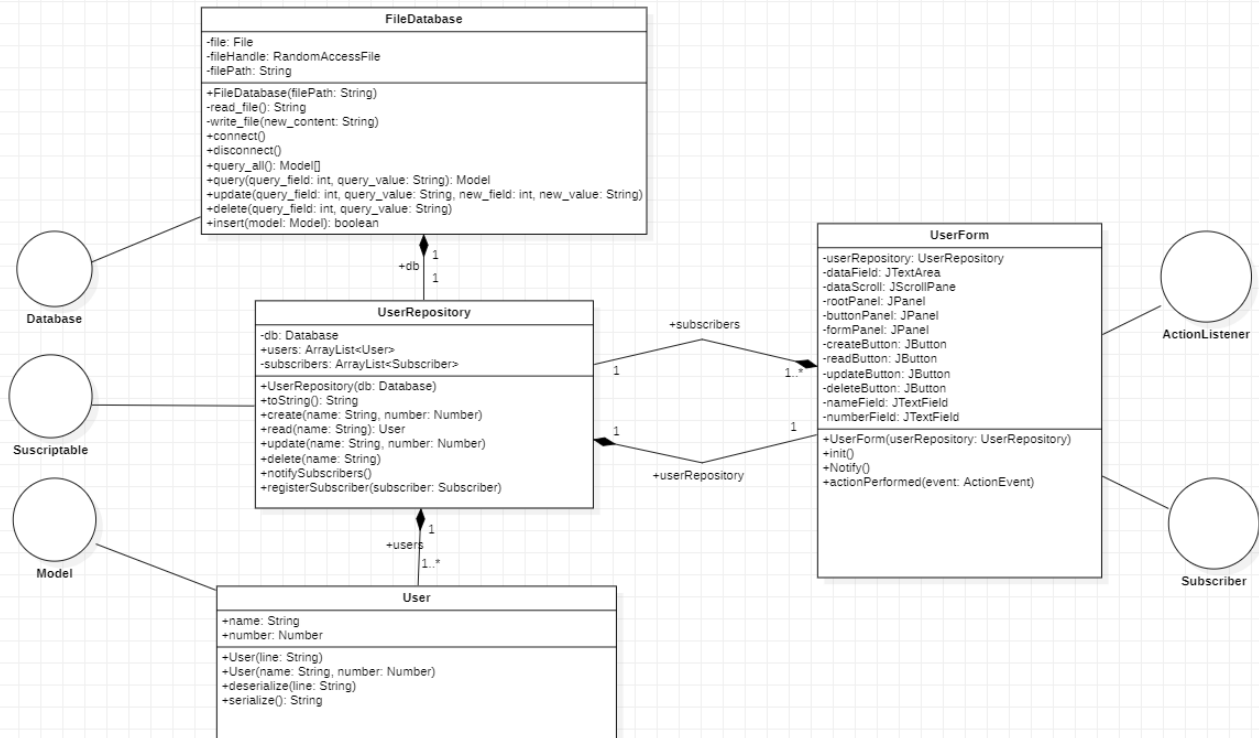 FileDatabase
-file: File
-fileHandle: RandomAccessFile
-filePath: String
+FileDatabase(filePath: String)
-read_file(): String
-write_file(new_content: String)
+connect()
+disconnect()
+query_all(): Model[]
+query(query_field: int, query_value: String): Model
+update(query_field: int, query_value: String, new_field: int, new_value: String)
+delete(query_field: int, query_value: String)
+insert(model: Model): boolean
Database
1
+db
1
UserRepository
-db: Database
+users: ArrayList<User>
-subscribers: ArrayList<Subscriber>
+UserRepository(db: Database)
+toString(): String
+create(name: String, number: Number)
+read(name: String): User
+update(name: String, number: Number)
+delete(name: String)
+notifySubscribers()
+registerSubscriber(subscriber: Subscriber)
Suscriptable
+subscribers
1
1..*
1
1
+userRepository
UserForm
-userRepository: UserRepository
-dataField: JTextArea
-dataScroll: JScrollPane
-rootPanel: JPanel
-buttonPanel: JPanel
-formPanel: JPanel
-createButton: JButton
-readButton: JButton
-updateButton: JButton
-deleteButton: JButton
-nameField: JTextField
-numberField: JTextField
+UserForm(userRepository: UserRepository)
+init()
+Notify()
+actionPerformed(event: ActionEvent)
ActionListener
Subscriber
1
+users
1..*
Model
User
+name: String
+number: Number
+User(line: String)
+User(name: String, number: Number)
+deserialize(line: String)
+serialize(): String